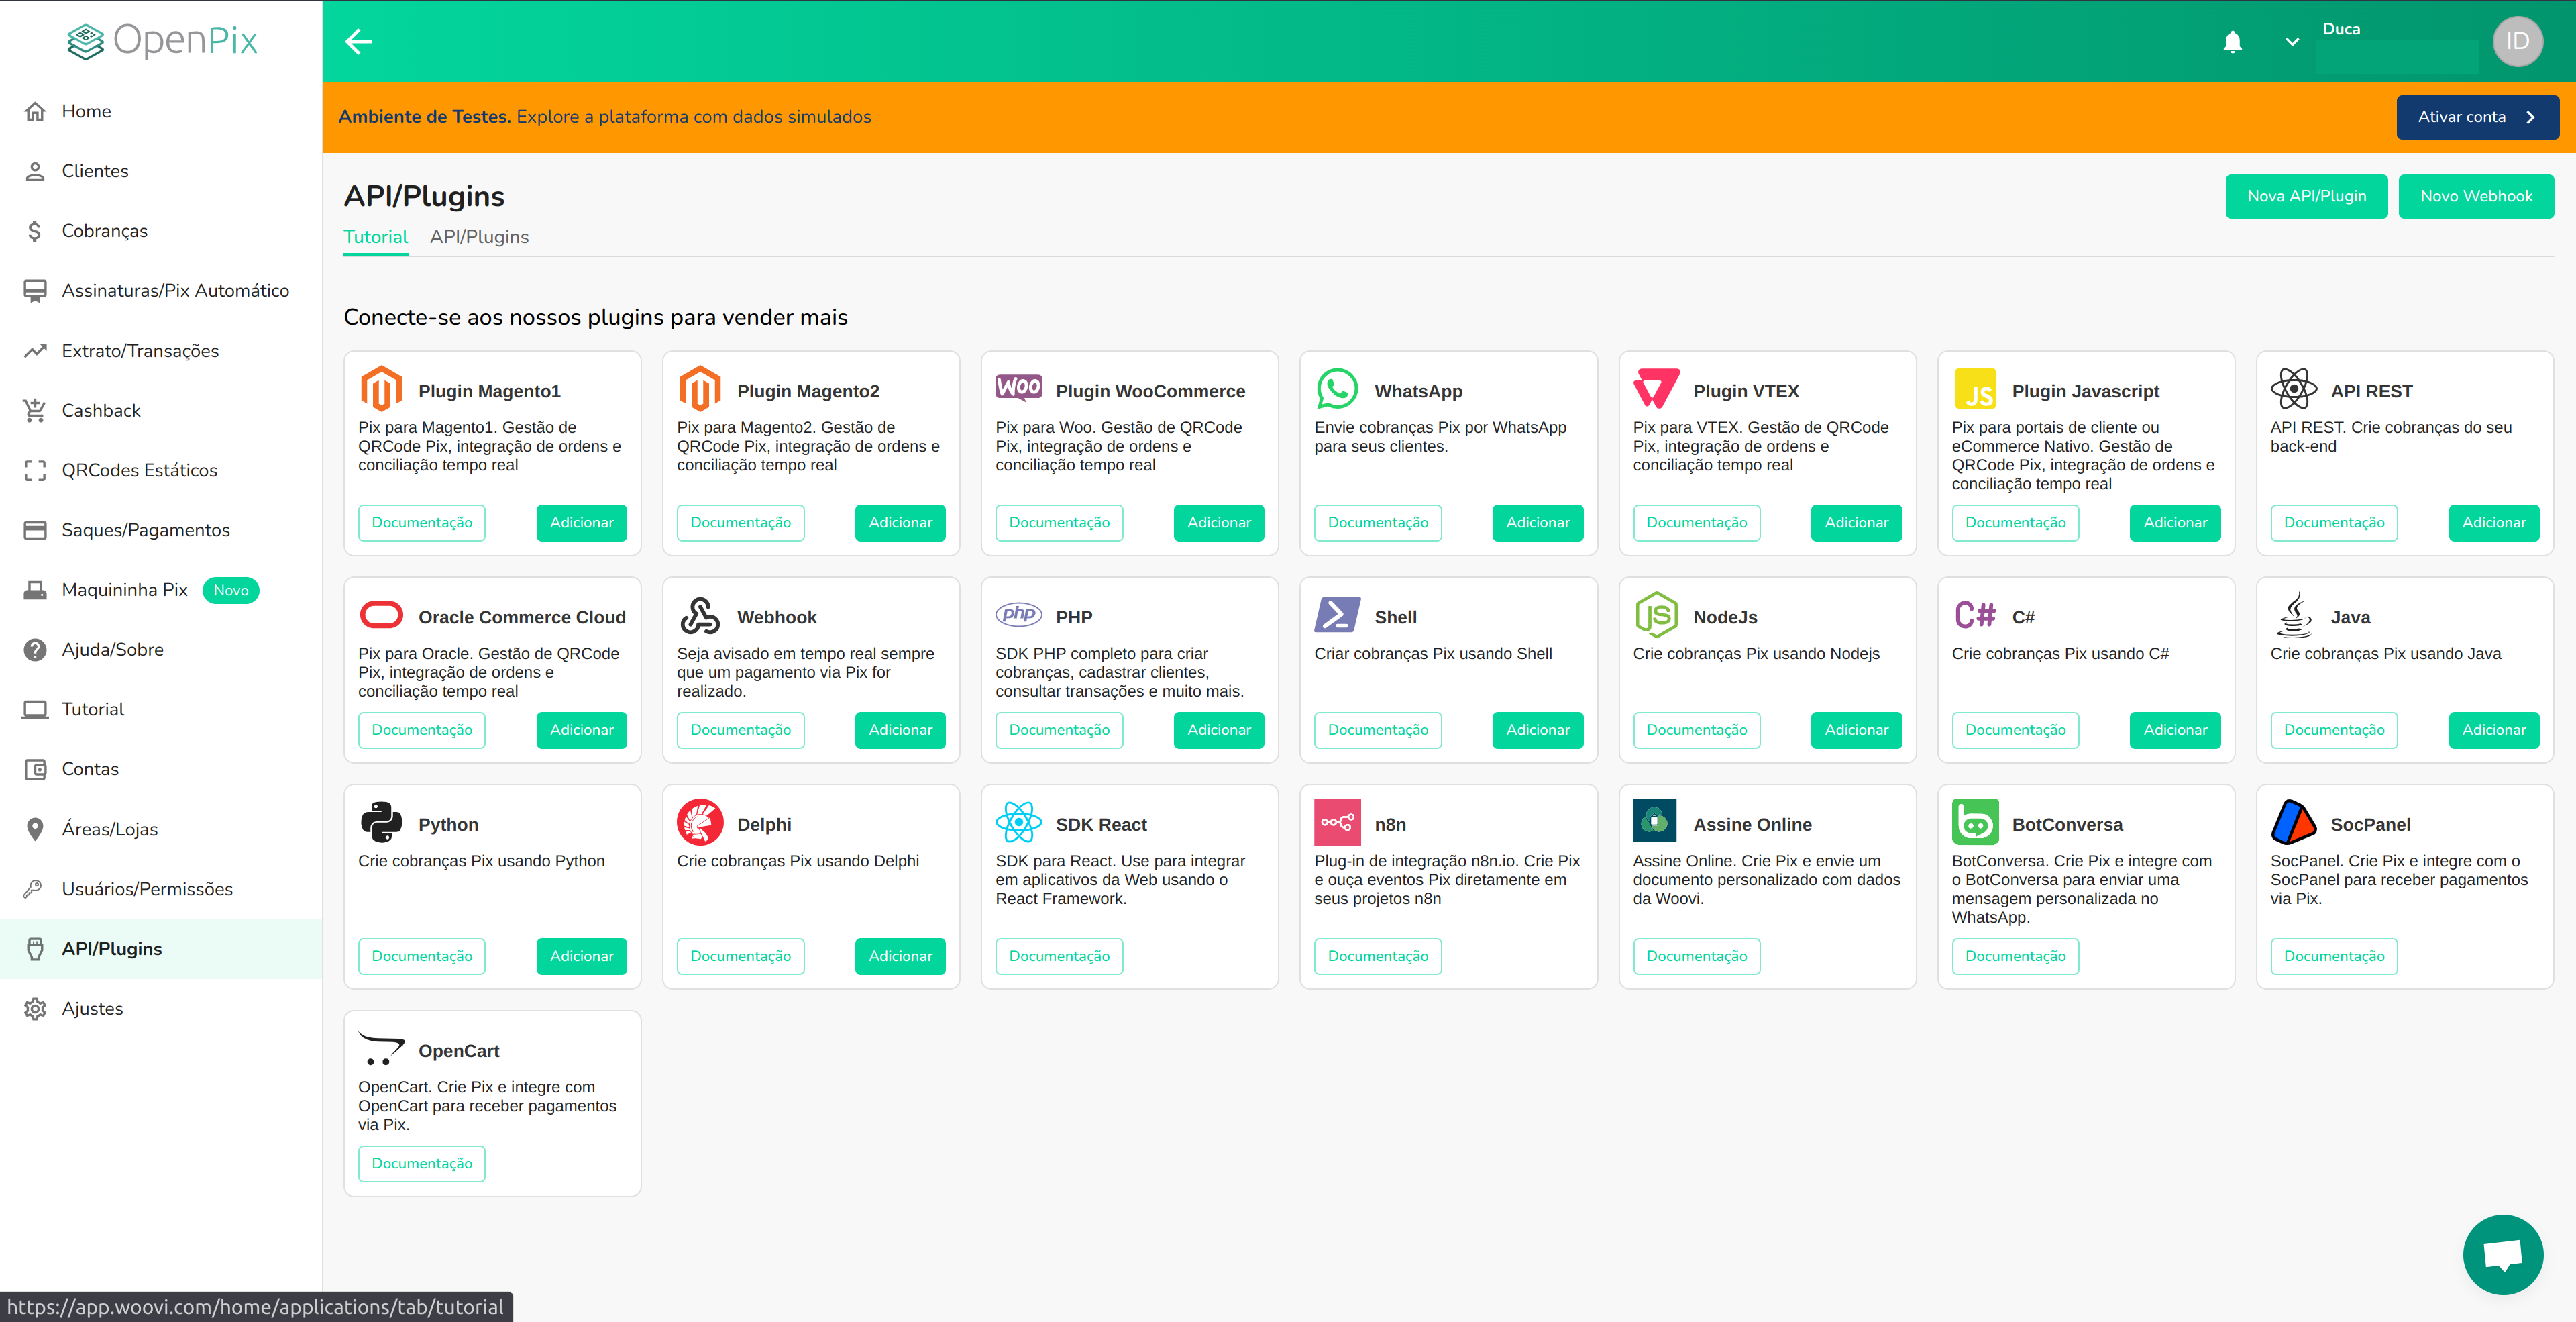 OpenPix
Home
Clientes
Cobranças
Assinaturas/Pix Automático
Extrato/Transações
Cashback
QRCodes Estáticos
Saques/Pagamentos
Maquininha Pix Novo
Ajuda/Sobre
Tutorial
Contas
Áreas/Lojas
Usuários/Permissões
API/Plugins
Ajustes
Duca
ID
Ambiente de Testes. Explore a plataforma com dados simulados
Ativar conta
API/Plugins
Nova API/Plugin
Novo Webhook
Tutorial API/Plugins
Conecte-se aos nossos plugins para vender mais
Plugin Magento1
Pix para Magento1. Gestão de
QRCode Pix, integração de ordens e
conciliação tempo real
Documentação Adicionar
Plugin Magento2
Pix para Magento2. Gestão de
QRCode Pix, integração de ordens e
conciliação tempo real
Documentação Adicionar
WOO
Plugin WooCommerce
Pix para Woo. Gestão de QRCode
Pix, integração de ordens e
conciliação tempo real
Documentação Adicionar
WhatsApp
Envie cobranças Pix por WhatsApp
para seus clientes.
Documentação Adicionar
Plugin VTEX
Pix para VTEX. Gestão de QRCode
Pix, integração de ordens e
conciliação tempo real
Documentação Adicionar
JS
Plugin Javascript
Pix para portais de cliente ou
eCommerce Nativo. Gestão de
QRCode Pix, integração de ordens e
conciliação tempo real
Documentação Adicionar
API REST
API REST. Crie cobranças do seu
back-end
Documentação Adicionar
Oracle Commerce Cloud
Pix para Oracle. Gestão de QRCode
Pix, integração de ordens e
conciliação tempo real
Documentação Adicionar
Webhook
Seja avisado em tempo real sempre
que um pagamento via Pix for
realizado.
Documentação Adicionar
php
PHP
SDK PHP completo para criar
cobranças, cadastrar clientes,
consultar transações e muito mais.
Documentação Adicionar
Shell
Criar cobranças Pix usando Shell
Documentação Adicionar
JS
NodeJs
Crie cobranças Pix usando Nodejs
Documentação Adicionar
C#
C#
Crie cobranças Pix usando C#
Documentação Adicionar
Java
Crie cobranças Pix usando Java
Documentação Adicionar
Python
Crie cobranças Pix usando Python
Documentação Adicionar
Delphi
Crie cobranças Pix usando Delphi
Documentação Adicionar
SDK React
SDK para React. Use para integrar
em aplicativos da Web usando o
React Framework.
Documentação
n8n
Plug-in de integração n8n.io. Crie Pix
e ouça eventos Pix diretamente em
seus projetos n8n
Documentação
Assine Online
Assine Online. Crie Pix e envie um
documento personalizado com dados
da Woovi.
Documentação
BotConversa
BotConversa. Crie Pix e integre com
o BotConversa para enviar uma
mensagem personalizada no
WhatsApp.
Documentação
SocPanel
SocPanel. Crie Pix e integre com o
SocPanel para receber pagamentos
via Pix.
Documentação
OpenCart
OpenCart. Crie Pix e integre com
OpenCart para receber pagamentos
via Pix.
Documentação
https://app.woovi.com/home/applications/tab/tutorial